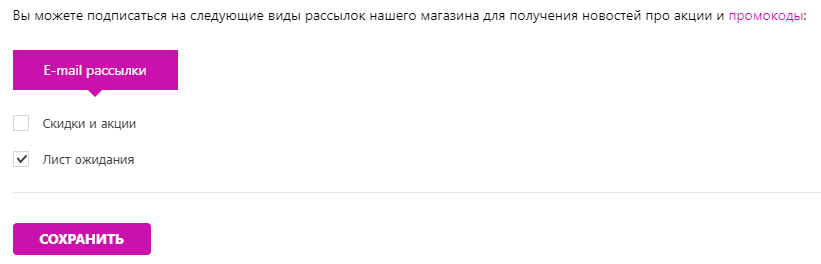 Вы можете подписаться на следующие виды рассылок нашего магазина для получения новостей про акции и промокоды:
E-mail рассылки
Скидки и акции
Лист ожидания
СОХРАНИТЬ